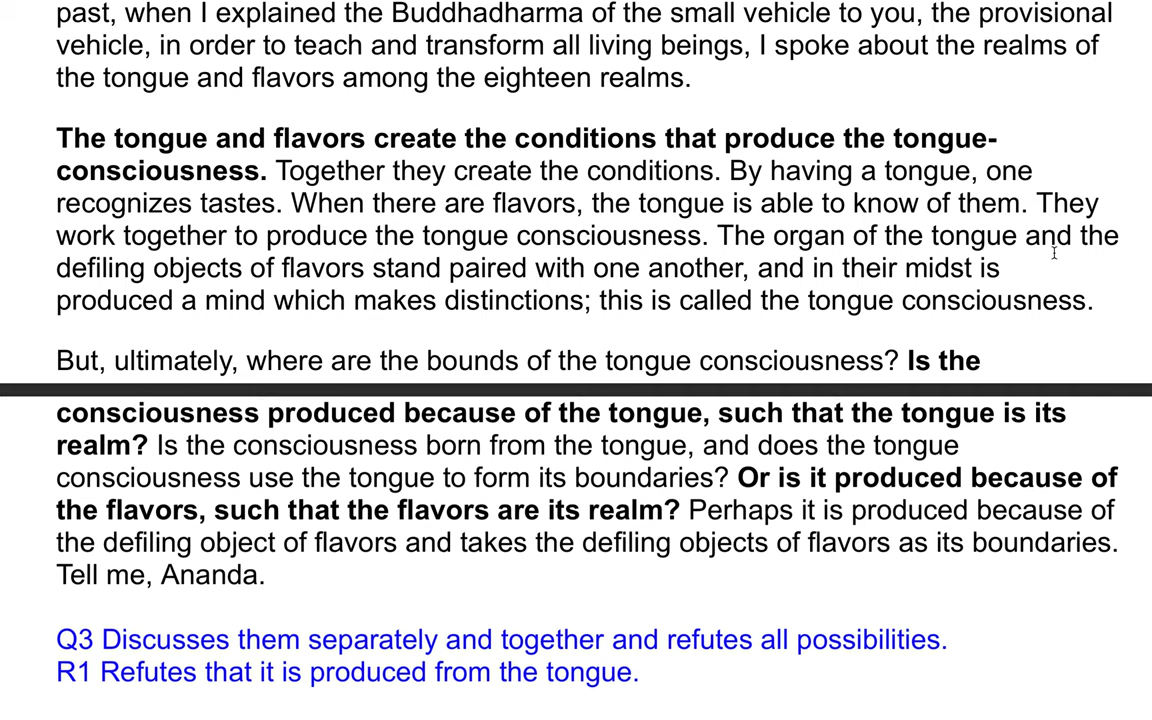 past, when I explained the Buddhadharma of the small vehicle to you, the provisional
vehicle, in order to teach and transform all living beings, I spoke about the realms of
the tongue and flavors among the eighteen realms.
The tongue and flavors create the conditions that produce the tongue-
consciousness. Together they create the conditions. By having a tongue, one
recognizes tastes. When there are flavors, the tongue is able to know of them. They
work together to produce the tongue consciousness. The organ of the tongue and the
defiling objects of flavors stand paired with one another, and in their midst is
produced a mind which makes distinctions; this is called the tongue consciousness.
But, ultimately, where are the bounds of the tongue consciousness? Is the
consciousness produced because of the tongue, such that the tongue is its
realm? Is the consciousness born from the tongue, and does the tongue
consciousness use the tongue to form its boundaries? Or is it produced because of
the flavors, such that the flavors are its realm? Perhaps it is produced because of
the defiling object of flavors and takes the defiling objects of flavors as its boundaries.
Tell me, Ananda.
Q3 Discusses them separately and together and refutes all possibilities.
R1 Refutes that it is produced from the tongue.